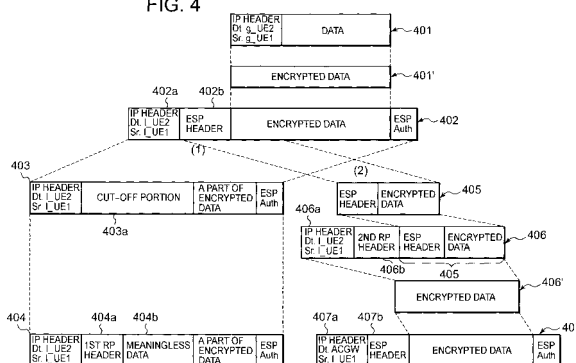 FIG. 4
IP HEADER
Dt. g_UE2
Sr. g_UE1
DATA
401
ENCRYPTED DATA
401'
402a
402b
IP HEADER
Dt. l_UE2
Sr. l_UE1
ESP
HEADER
ENCRYPTED DATA
ESP
Auth
402
(1)
(2)
403
IP HEADER
Dt. l_UE2
Sr. l_UE1
CUT-OFF PORTION
A PART OF
ENCRYPTED
DATA
ESP
Auth
403a
ESP
HEADER
ENCRYPTED
DATA
405
406a
IP HEADER
Dt. l_UE2
Sr. l_UE1
2ND RP
HEADER
ESP
HEADER
ENCRYPTED
DATA
406
406b
405
ENCRYPTED DATA
406'
404
404a
404b
IP HEADER
Dt. l_UE2
Sr. l_UE1
1ST RP
HEADER
MEANINGLESS
DATA
A PART OF
ENCRYPTED
DATA
ESP
Auth
407a
407b
IP HEADER
Dt. ACGW
Sr. l_UE1
ESP
HEADER
ENCRYPTED DATA
ESP
Auth